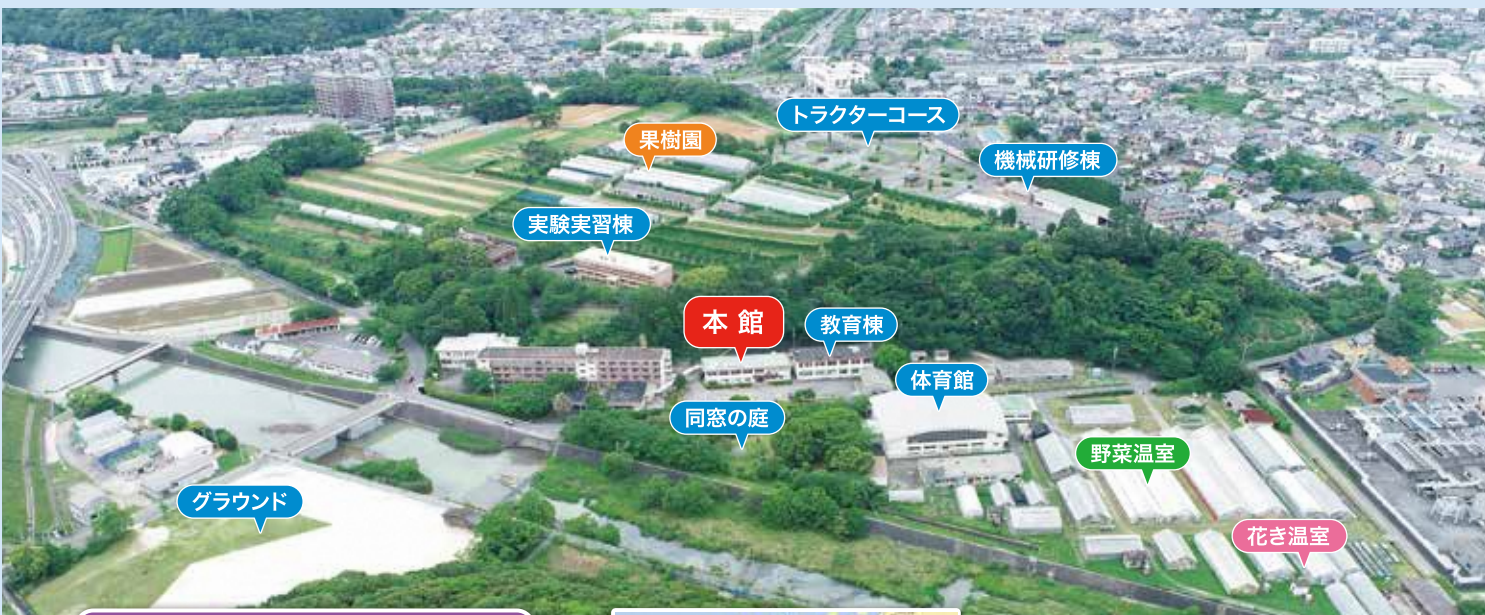 トラクターコース
果樹園
機械研修棟
実験実習棟
本 館
教育棟
体育館
同窓の庭
野菜温室
グラウンド
花き温室